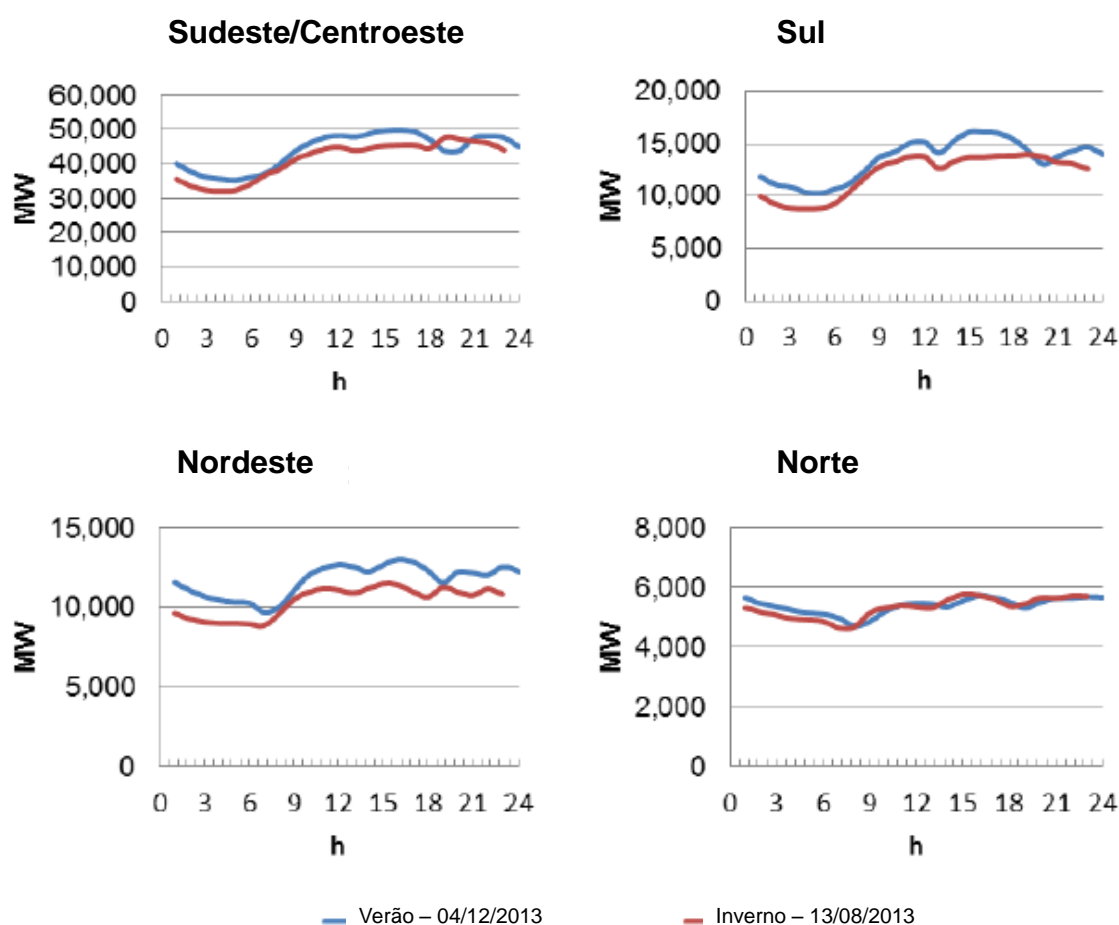 Sudeste/Centroeste
60,000
50,000
40,000
30,000
20,000
10,000
0
MW
0 3 6 9 12 15 18 21 24
h
Sul
20,000
15,000
10,000
5,000
0
MW
0 3 6 9 12 15 18 21 24
h
Nordeste
15,000
10,000
5,000
0
MW
0 3 6 9 12 15 18 21 24
h
Norte
8,000
6,000
4,000
2,000
0
MW
0 3 6 9 12 15 18 21 24
h
Verão – 04/12/2013
Inverno – 13/08/2013